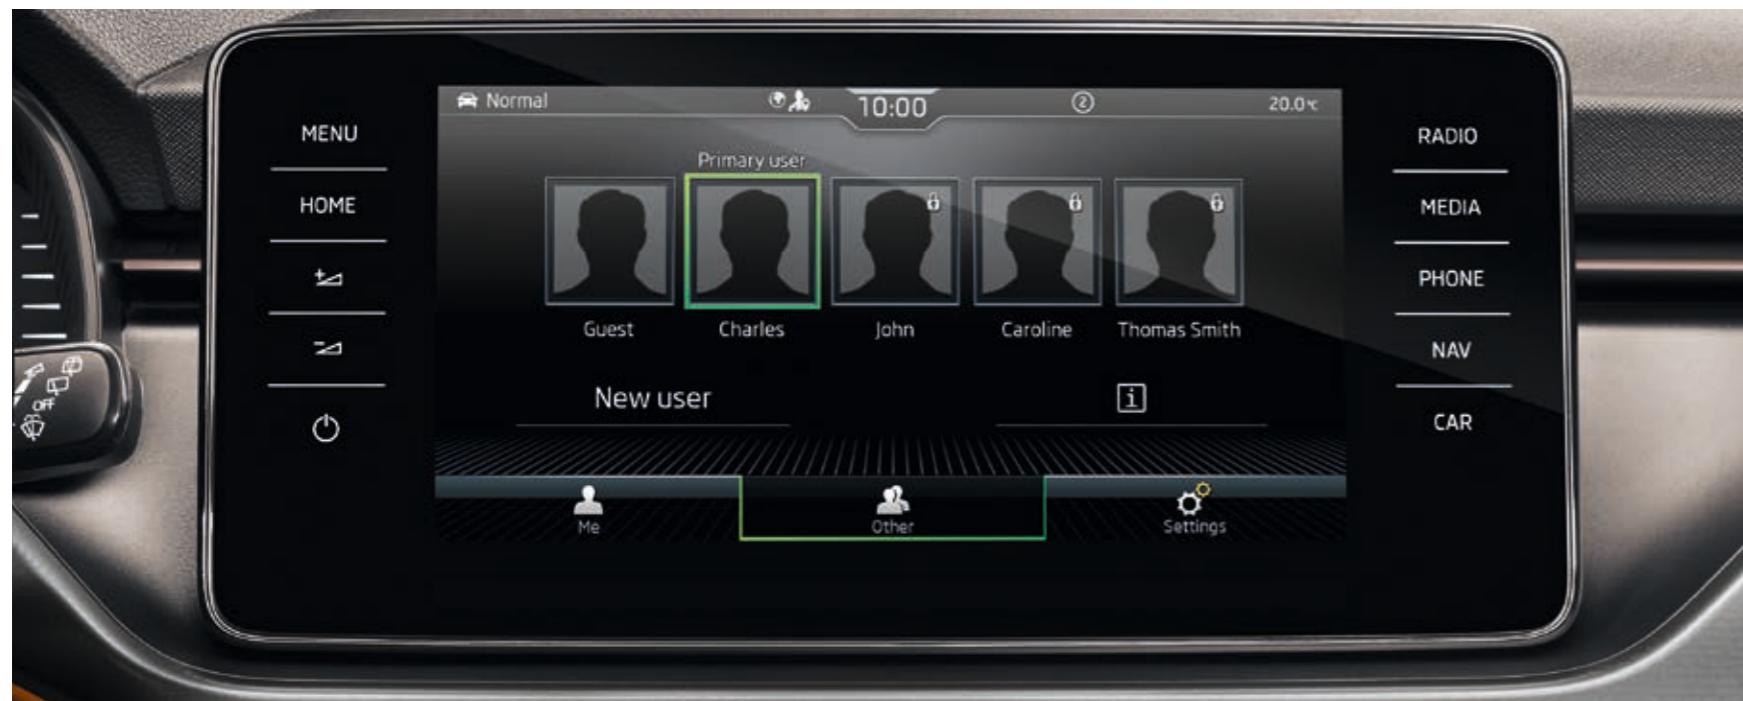 Normal
10:00
2
20.0°C
MENU
HOME
+
-
OFF
RADIO
MEDIA
PHONE
NAV
CAR
Primary user
Guest
Charles
John
Caroline
Thomas Smith
New user
i
Me
Other
Settings